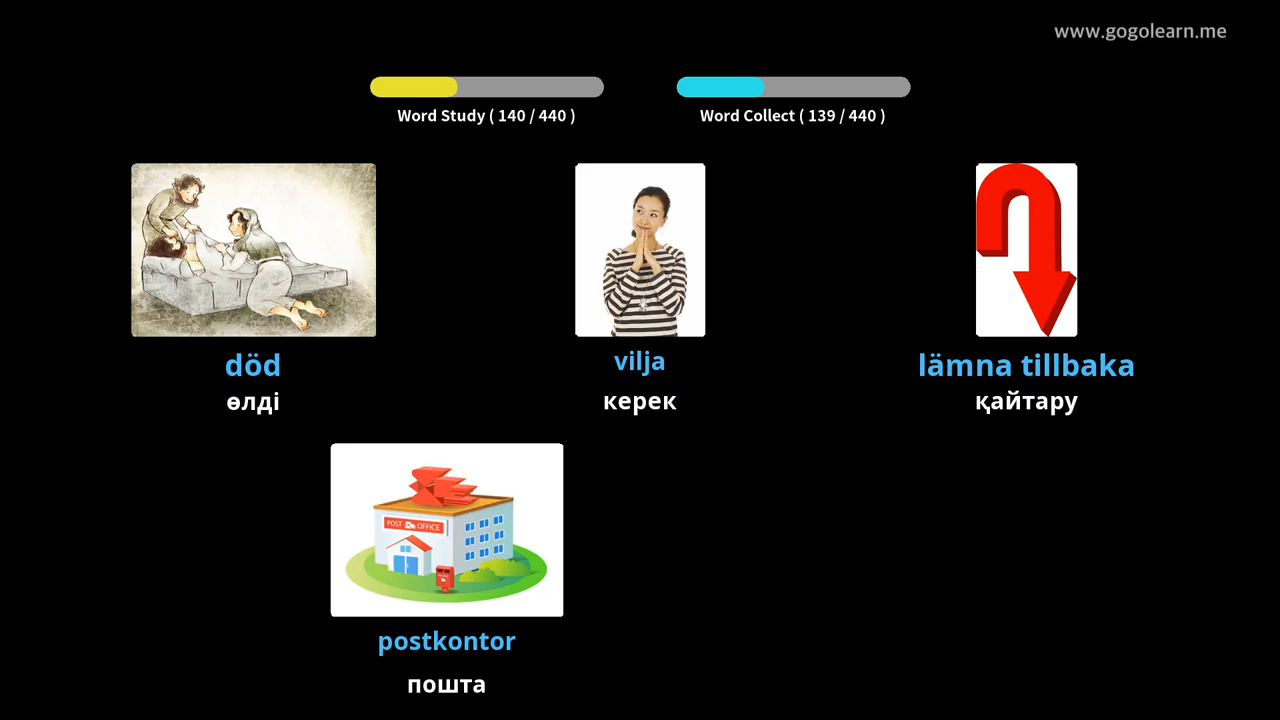 www.gogolearn.me
Word Study ( 140 / 440 )
Word Collect ( 139 / 440 )
död
өлді
vilja
керек
lämna tillbaka
қайтару
POST OFFICE
postkontor
пошта